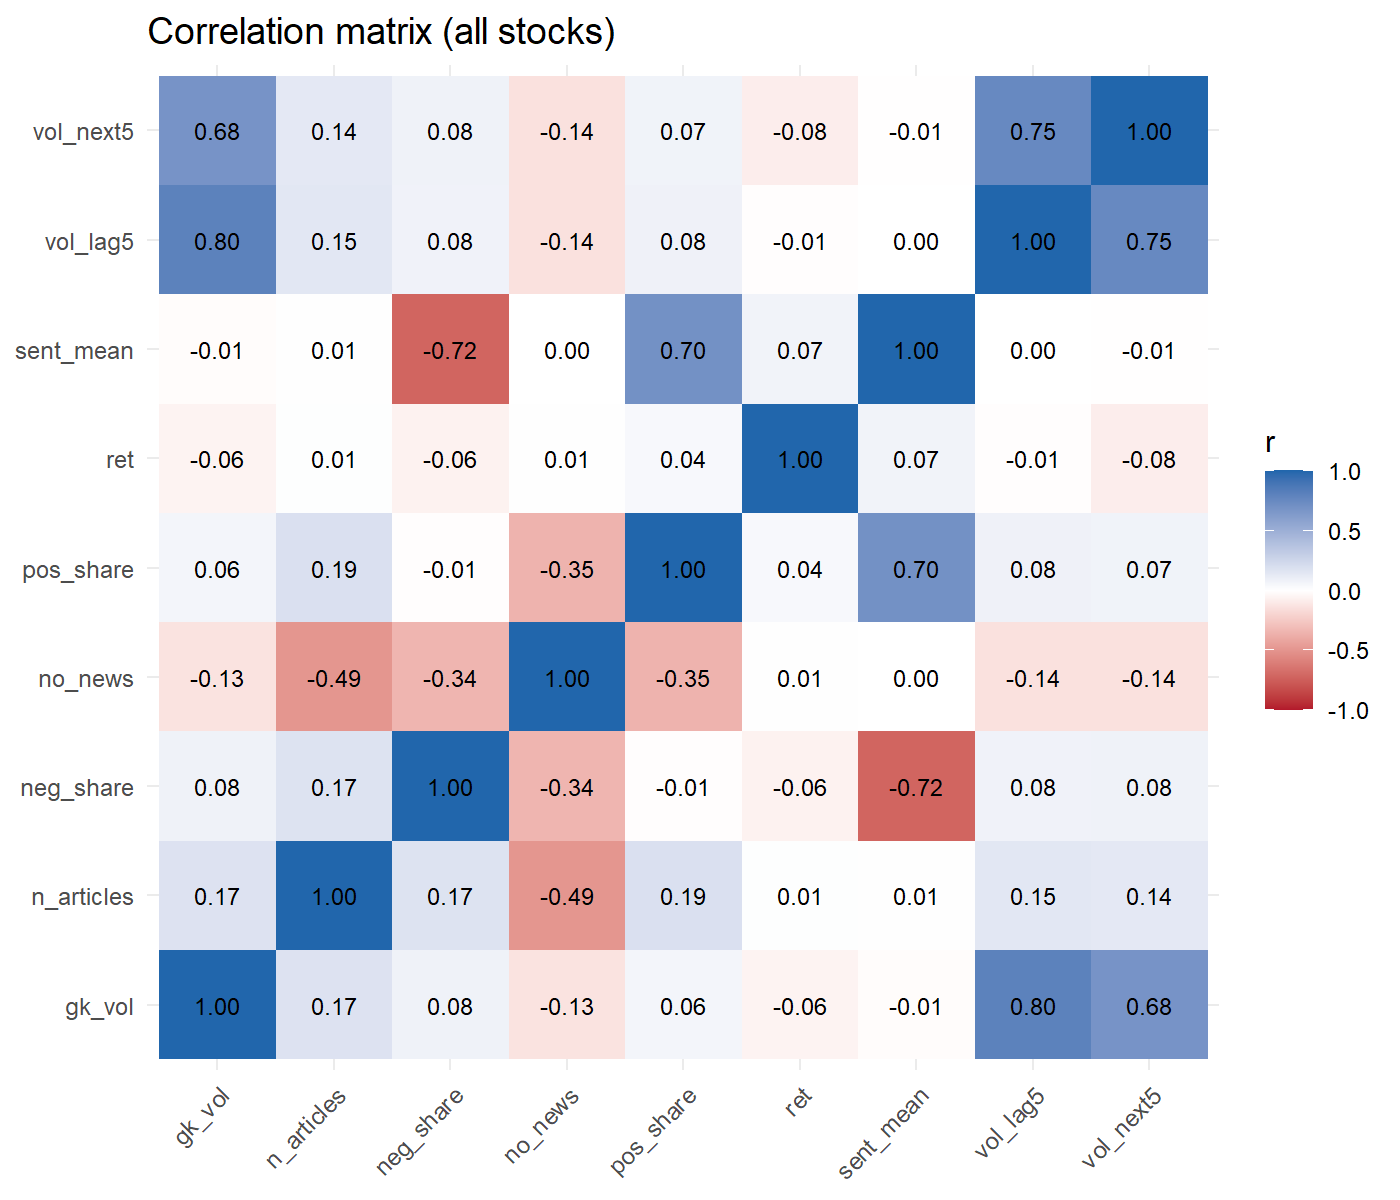 Correlation matrix (all stocks)
vol_next5 0.68 0.14 0.08 -0.14 0.07 -0.08 -0.01 0.75 1.00
vol_lag5 0.80 0.15 0.08 -0.14 0.08 -0.01 0.00 1.00 0.75
sent_mean -0.01 0.01 -0.72 0.00 0.70 0.07 1.00 0.00 -0.01
ret -0.06 0.01 -0.06 0.01 0.04 1.00 0.07 -0.01 -0.08
pos_share 0.06 0.19 -0.01 -0.35 1.00 0.04 0.70 0.08 0.07
no_news -0.13 -0.49 -0.34 1.00 -0.35 0.01 0.00 -0.14 -0.14
neg_share 0.08 0.17 1.00 -0.34 -0.01 -0.06 -0.72 0.08 0.08
n_articles 0.17 1.00 0.17 -0.49 0.19 0.01 0.01 0.15 0.14
gk_vol 1.00 0.17 0.08 -0.13 0.06 -0.06 -0.01 0.80 0.68
gk_vol n_articles neg_share no_news pos_share ret sent_mean vol_lag5 vol_next5
r
1.0
0.5
0.0
-0.5
-1.0